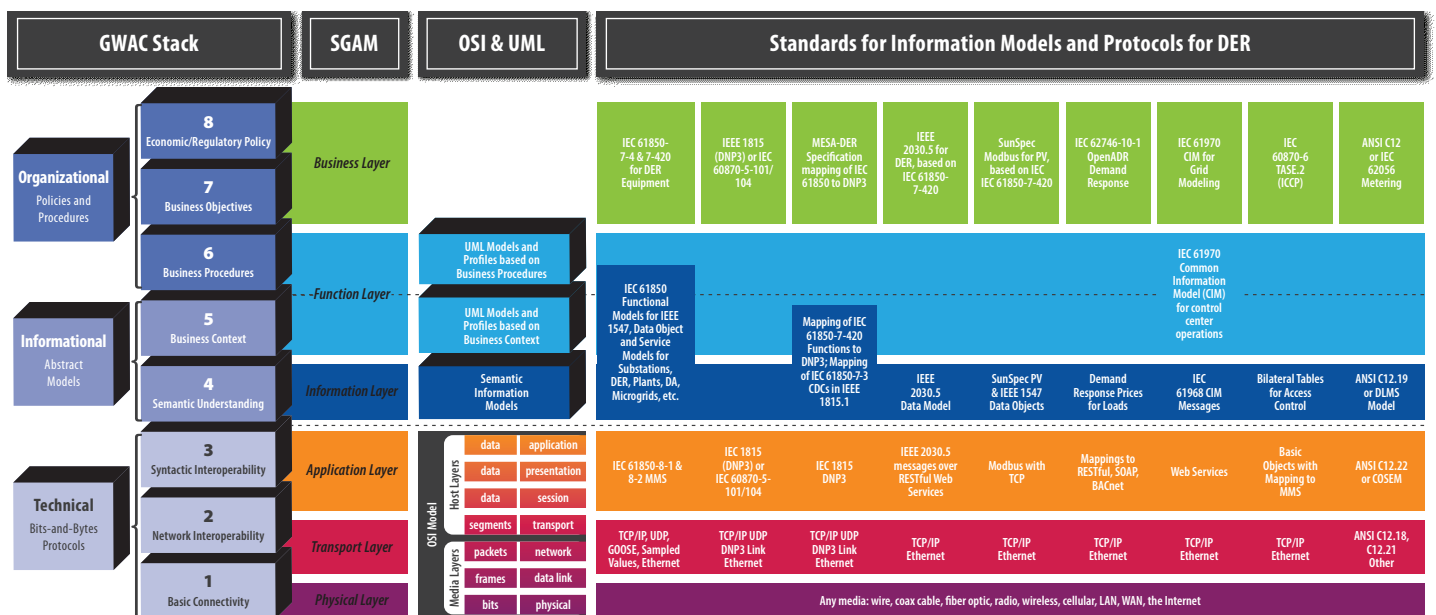 GWAC Stack
SGAM
OSI & UML
Standards for Information Models and Protocols for DER
Organizational
Policies and
Procedures
Informational
Abstract
Models
Technical
Bits-and-Bytes
Protocols
8
Economic/Regulatory Policy
7
Business Objectives
6
Business Procedures
5
Business Context
4
Semantic Understanding
3
Syntactic Interoperability
2
Network Interoperability
1
Basic Connectivity
Business Layer
Function Layer
Information Layer
Application Layer
Transport Layer
Physical Layer
UML Models and
Profiles based on
Business Procedures
UML Models and
Profiles based on
Business Context
Semantic
Information
Models
OSI Model
Host Layers
Media Layers
data application
data presentation
data session
segments transport
packets network
frames data link
bits physical
IEC 61850-
7-4 & 7-420
for DER
Equipment
IEEE 1815
(DNP3) or IEC
60870-5-101/
104
MESA-DER
Specification
mapping of IEC
61850 to DNP3
IEEE
2030.5 for
DER, based on
IEC 61850-
7-420
SunSpec
Modbus for PV,
based on IEC
IEC 61850-7-420
IEC 62746-10-1
OpenADR
Demand
Response
IEC 61970
CIM for
Grid
Modeling
IEC
60870-6
TASE.2
(ICCP)
ANSI C12
or IEC
62056
Metering
IEC 61850
Functional
Models for IEEE
1547, Data Object
and Service
Models for
Substations,
DER, Plants, DA,
Microgrids, etc.
Mapping of IEC
61850-7-420
Functions to
DNP3; Mapping
of IEC 61850-7-3
CDCs in IEEE
1815.1
IEC 61970
Common
Information
Model (CIM)
for control
center
operations
IEEE
2030.5
Data Model
SunSpec PV
& IEEE 1547
Data Objects
Demand
Response Prices
for Loads
IEC
61968 CIM
Messages
Bilateral Tables
for Access
Control
ANSI C12.19
or DLMS
Model
IEC 61850-8-1 &
8-2 MMS
IEC 1815
(DNP3) or
IEC 60870-5-
101/104
IEC 1815
DNP3
IEEE 2030.5
messages over
RESTful Web
Services
Modbus with
TCP
Mappings to
RESTful, SOAP,
BACnet
Web Services
Basic
Objects with
Mapping to
MMS
ANSI C12.22
or COSEM
TCP/IP, UDP,
GOOSE, Sampled
Values, Ethernet
TCP/IP UDP
DNP3 Link
Ethernet
TCP/IP UDP
DNP3 Link
Ethernet
TCP/IP
Ethernet
TCP/IP
Ethernet
TCP/IP
Ethernet
TCP/IP
Ethernet
TCP/IP
Ethernet
ANSI C12.18,
C12.21
Other
Any media: wire, coax cable, fiber optic, radio, wireless, cellular, LAN, WAN, the Internet